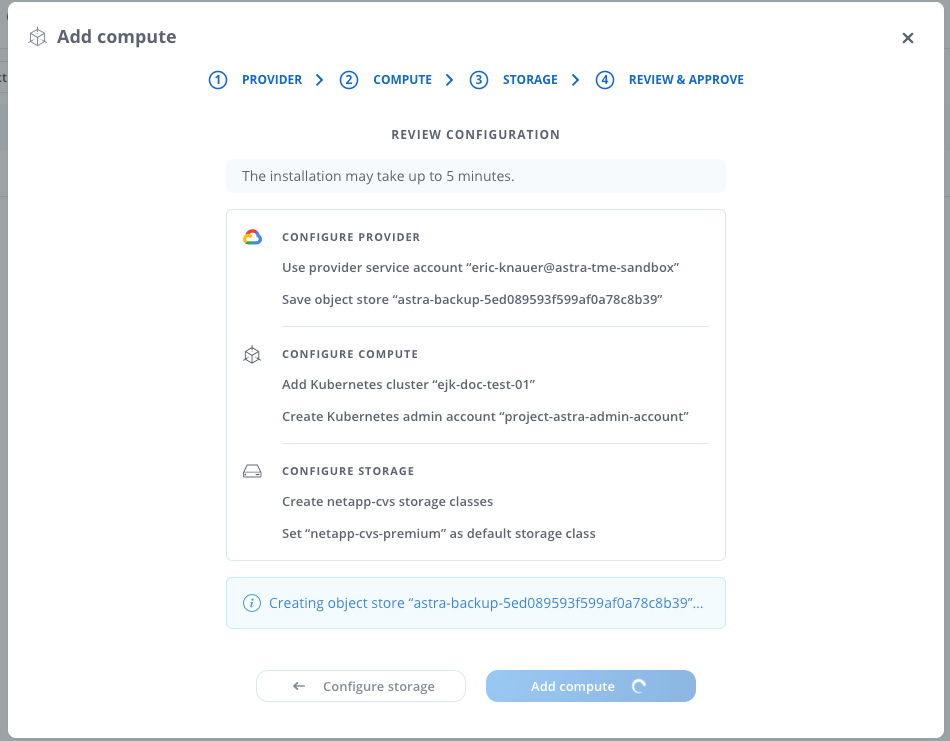 Add compute
1 PROVIDER 2 COMPUTE 3 STORAGE 4 REVIEW & APPROVE
REVIEW CONFIGURATION
The installation may take up to 5 minutes.
CONFIGURE PROVIDER
Use provider service account “eric-knauer@astra-tme-sandbox”
Save object store “astra-backup-5ed089593f599af0a78c8b39”
CONFIGURE COMPUTE
Add Kubernetes cluster “ejk-doc-test-01”
Create Kubernetes admin account “project-astra-admin-account”
CONFIGURE STORAGE
Create netapp-cvs storage classes
Set “netapp-cvs-premium” as default storage class
Creating object store “astra-backup-5ed089593f599af0a78c8b39”...
Configure storage Add compute